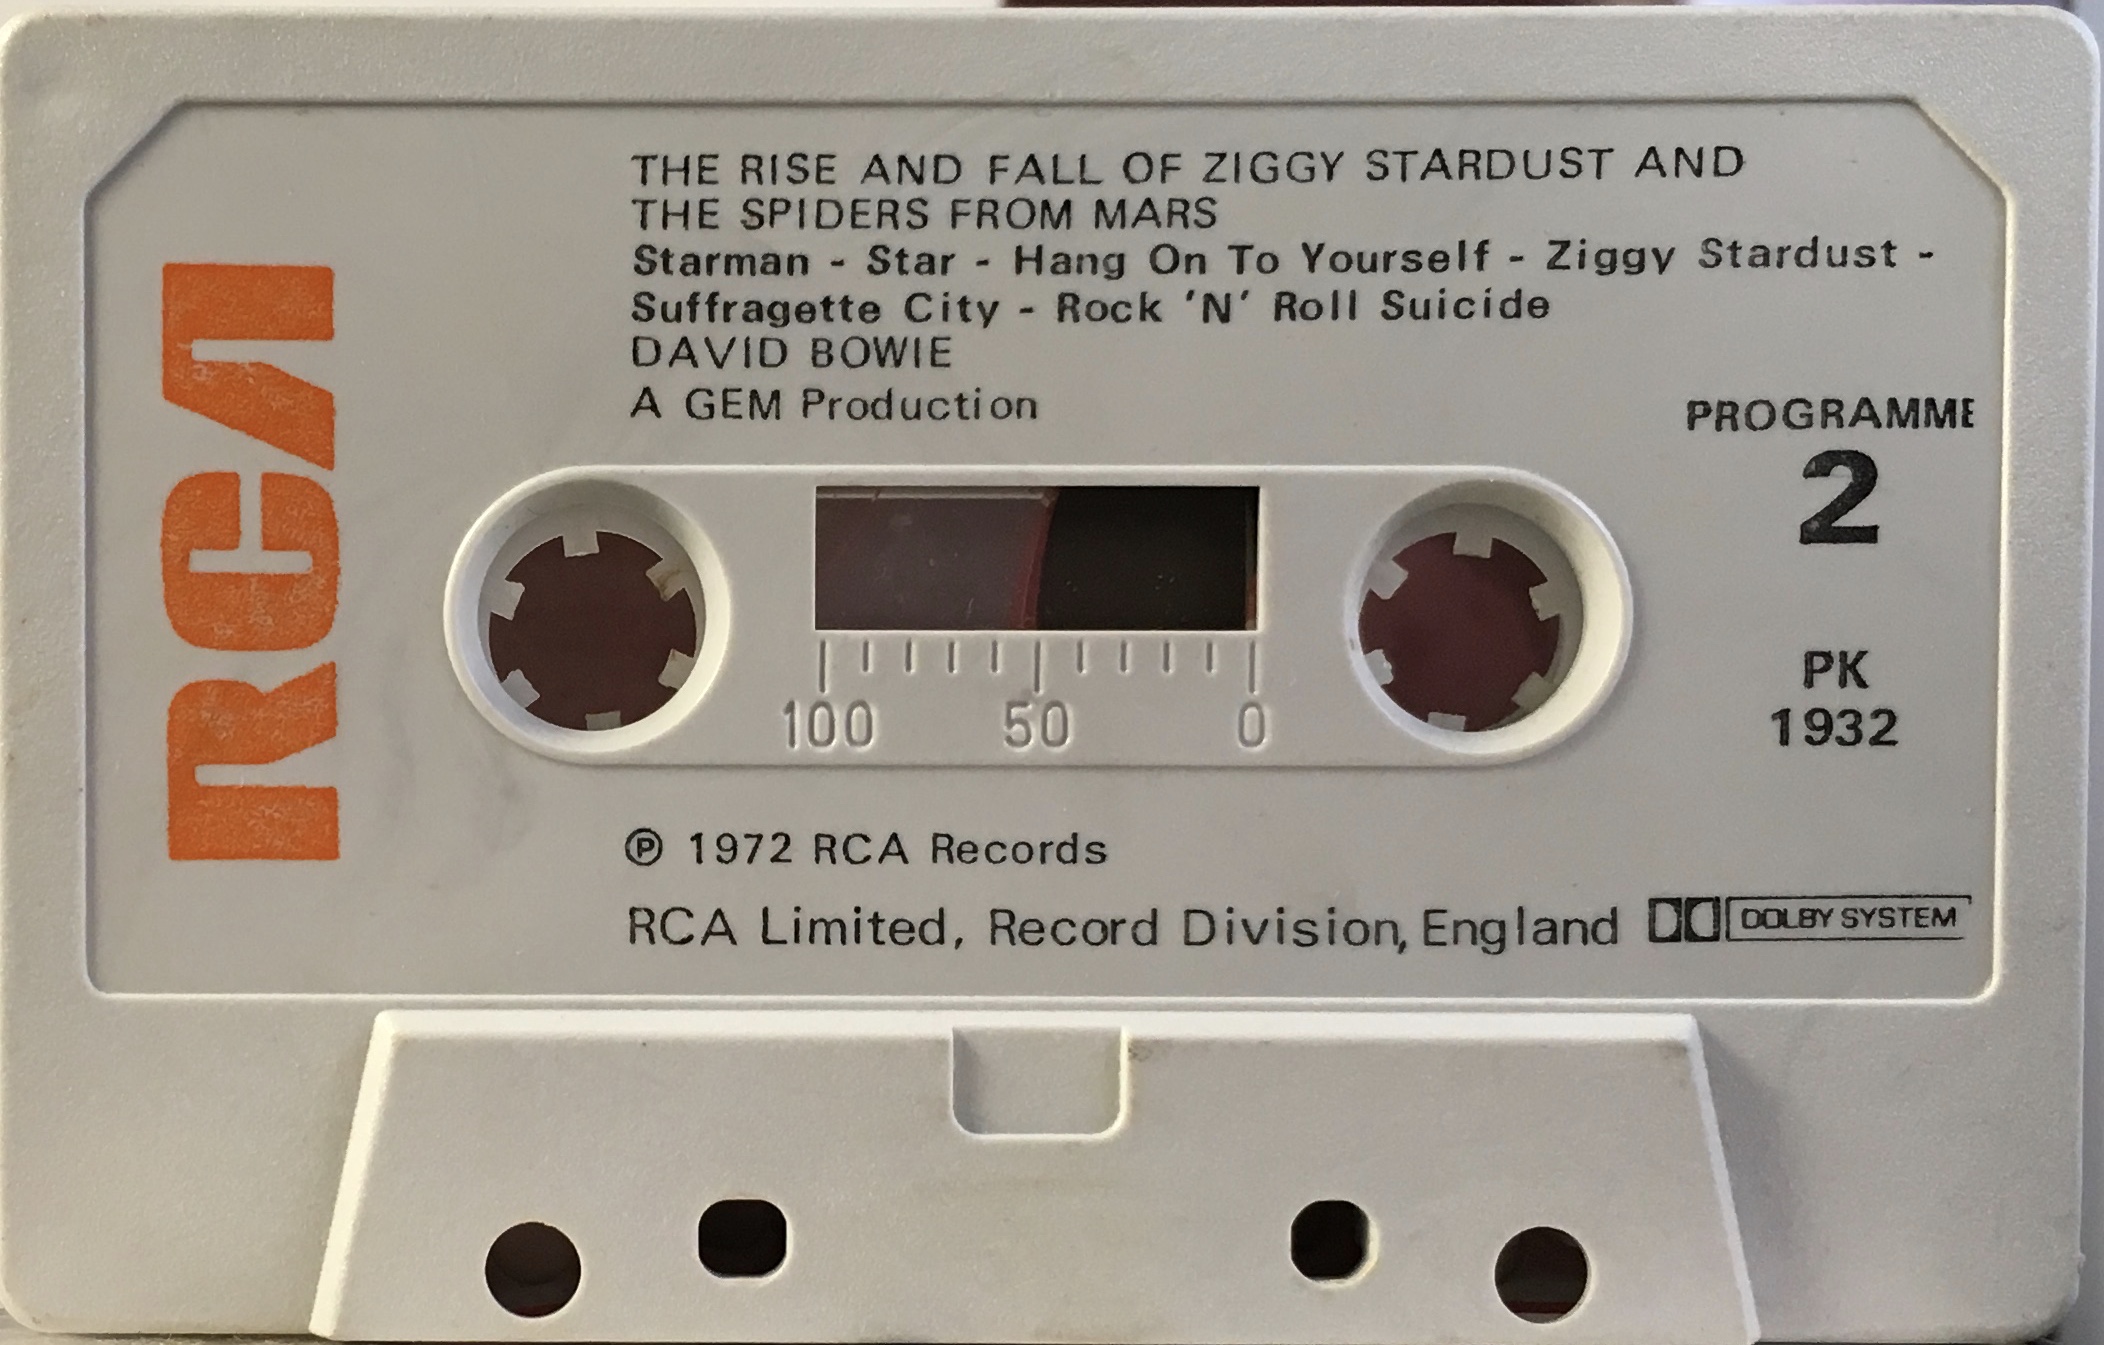 THE RISE AND FALL OF ZIGGY STARDUST AND
THE SPIDERS FROM MARS
Starman - Star - Hang On To Yourself - Ziggy Stardust -
Suffragette City - Rock 'N' Roll Suicide
DAVID BOWIE
A GEM Production
RCA
PROGRAMME
2
100 50 0
PK
1932
℗ 1972 RCA Records
RCA Limited, Record Division, England
DOLBY SYSTEM